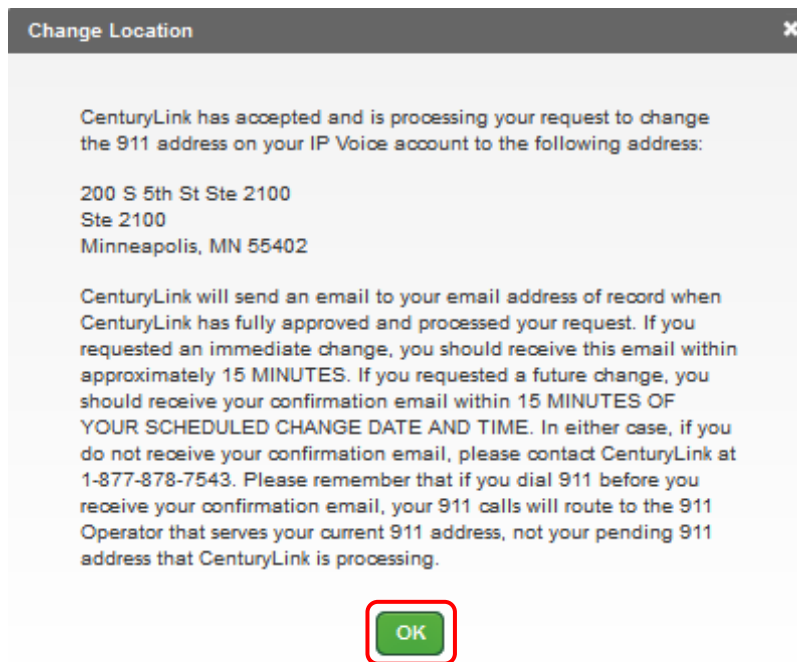 Change Location
CenturyLink has accepted and is processing your request to change
the 911 address on your IP Voice account to the following address:
200 S 5th St Ste 2100
Ste 2100
Minneapolis, MN 55402
CenturyLink will send an email to your email address of record when
CenturyLink has fully approved and processed your request. If you
requested an immediate change, you should receive this email within
approximately 15 MINUTES. If you requested a future change, you
should receive your confirmation email within 15 MINUTES OF
YOUR SCHEDULED CHANGE DATE AND TIME. In either case, if you
do not receive your confirmation email, please contact CenturyLink at
1-877-878-7543. Please remember that if you dial 911 before you
receive your confirmation email, your 911 calls will route to the 911
Operator that serves your current 911 address, not your pending 911
address that CenturyLink is processing.
OK